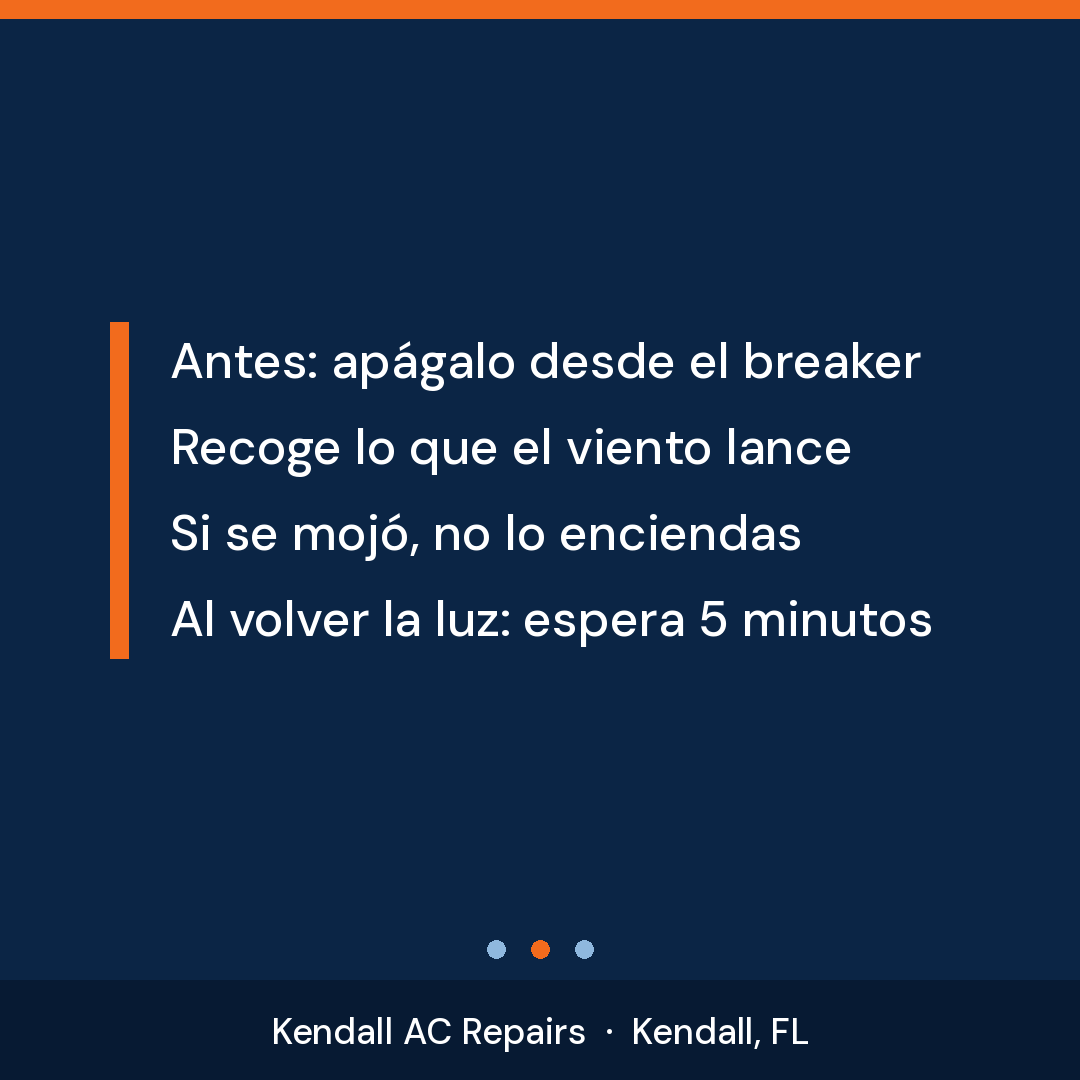 Antes: apágalo desde el breaker
Recoge lo que el viento lance
Si se mojó, no lo enciendas
Al volver la luz: espera 5 minutos
Kendall AC Repairs · Kendall, FL